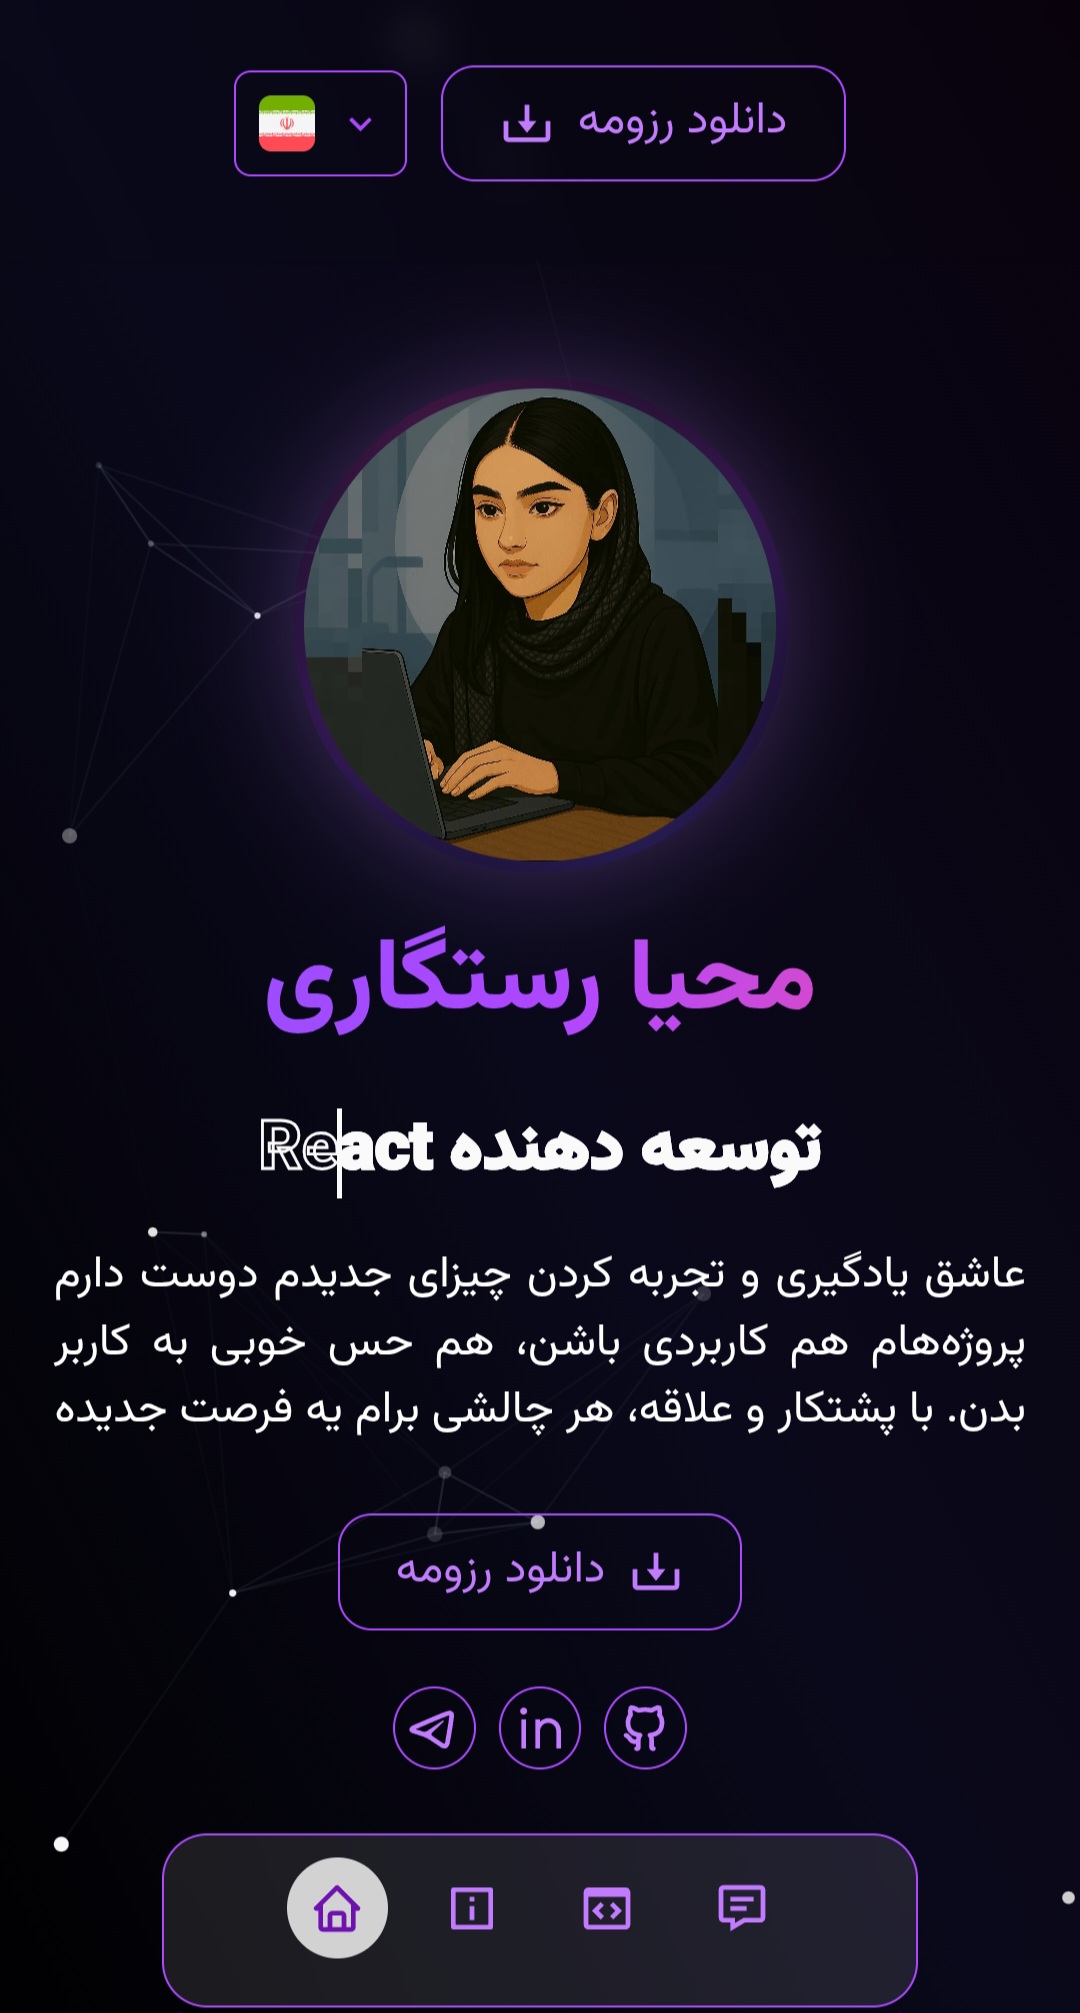 دانلود رزومه
محیا رستگاری
توسعه دهنده React
عاشق یادگیری و تجربه کردن چیزای جدیدم دوست دارم
پروژه‌هام هم کاربردی باشن، هم حس خوبی به کاربر
بدن. با پشتکار و علاقه، هر چالشی برام یه فرصت جدیده
دانلود رزومه
in